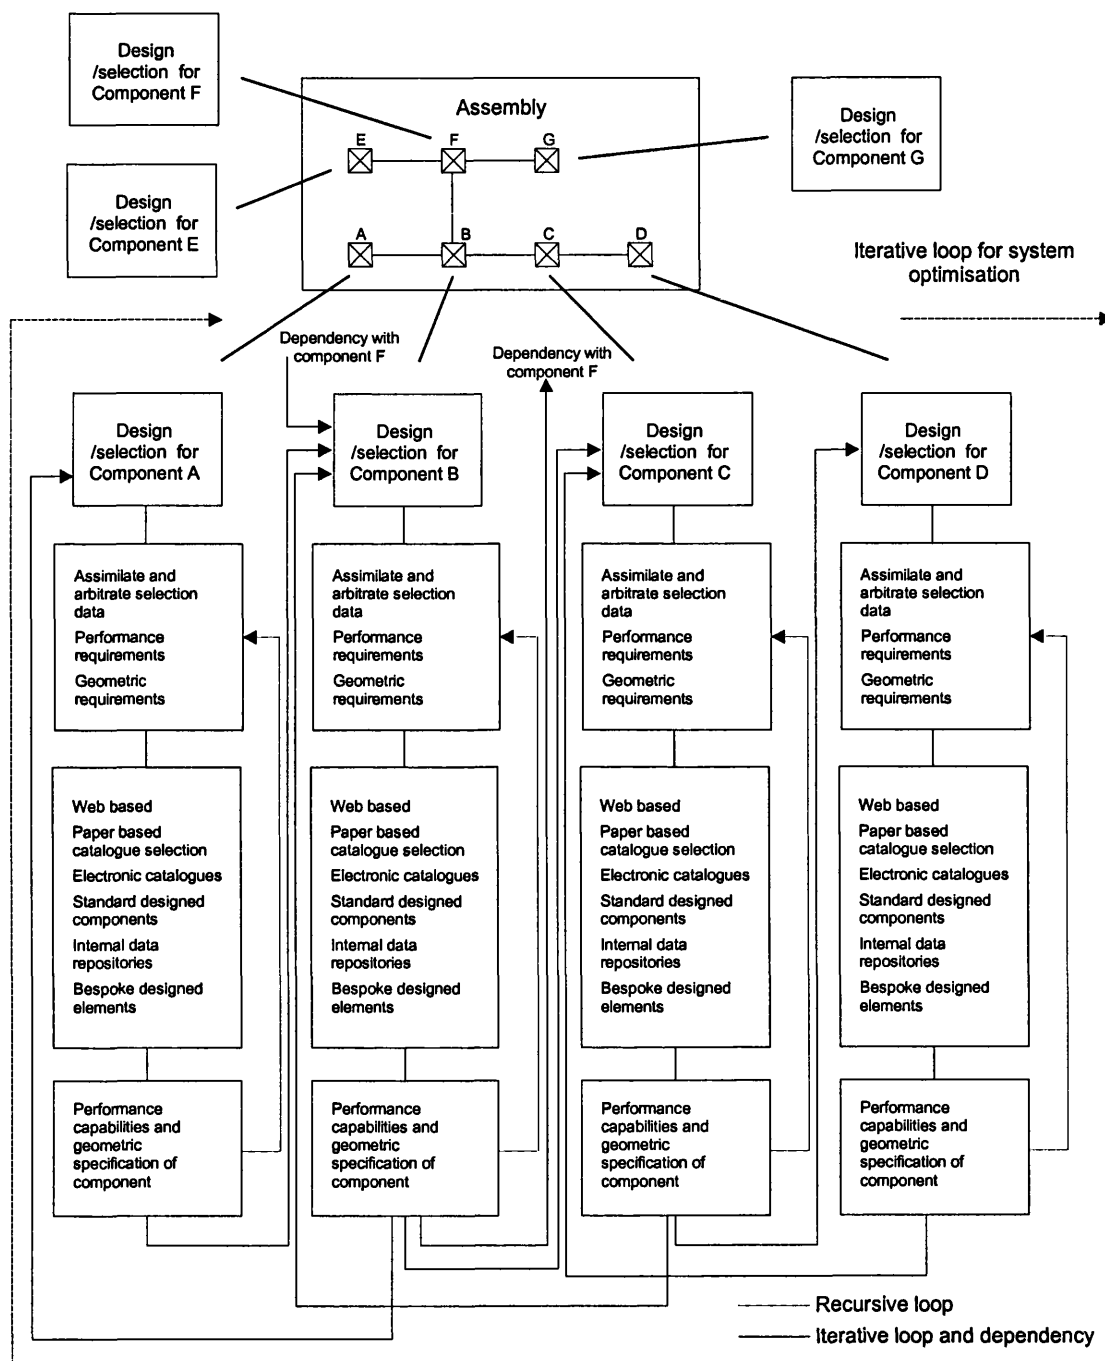 Design
/selection for
Component F
Assembly
E
F
G
Design
/selection for
Component G
Design
/selection for
Component E
A
B
C
D
Iterative loop for system
optimisation
Dependency with
component F
Dependency with
component F
Design
/selection for
Component A
Design
/selection for
Component B
Design
/selection for
Component C
Design
/selection for
Component D
Assimilate and
arbitrate selection
data
Performance
requirements
Geometric
requirements
Assimilate and
arbitrate selection
data
Performance
requirements
Geometric
requirements
Assimilate and
arbitrate selection
data
Performance
requirements
Geometric
requirements
Assimilate and
arbitrate selection
data
Performance
requirements
Geometric
requirements
Web based
Paper based
catalogue selection
Electronic catalogues
Standard designed
components
Internal data
repositories
Bespoke designed
elements
Web based
Paper based
catalogue selection
Electronic catalogues
Standard designed
components
Internal data
repositories
Bespoke designed
elements
Web based
Paper based
catalogue selection
Electronic catalogues
Standard designed
components
Internal data
repositories
Bespoke designed
elements
Web based
Paper based
catalogue selection
Electronic catalogues
Standard designed
components
Internal data
repositories
Bespoke designed
elements
Performance
capabilities and
geometric
specification of
component
Performance
capabilities and
geometric
specification of
component
Performance
capabilities and
geometric
specification of
component
Performance
capabilities and
geometric
specification of
component
Recursive loop
Iterative loop and dependency